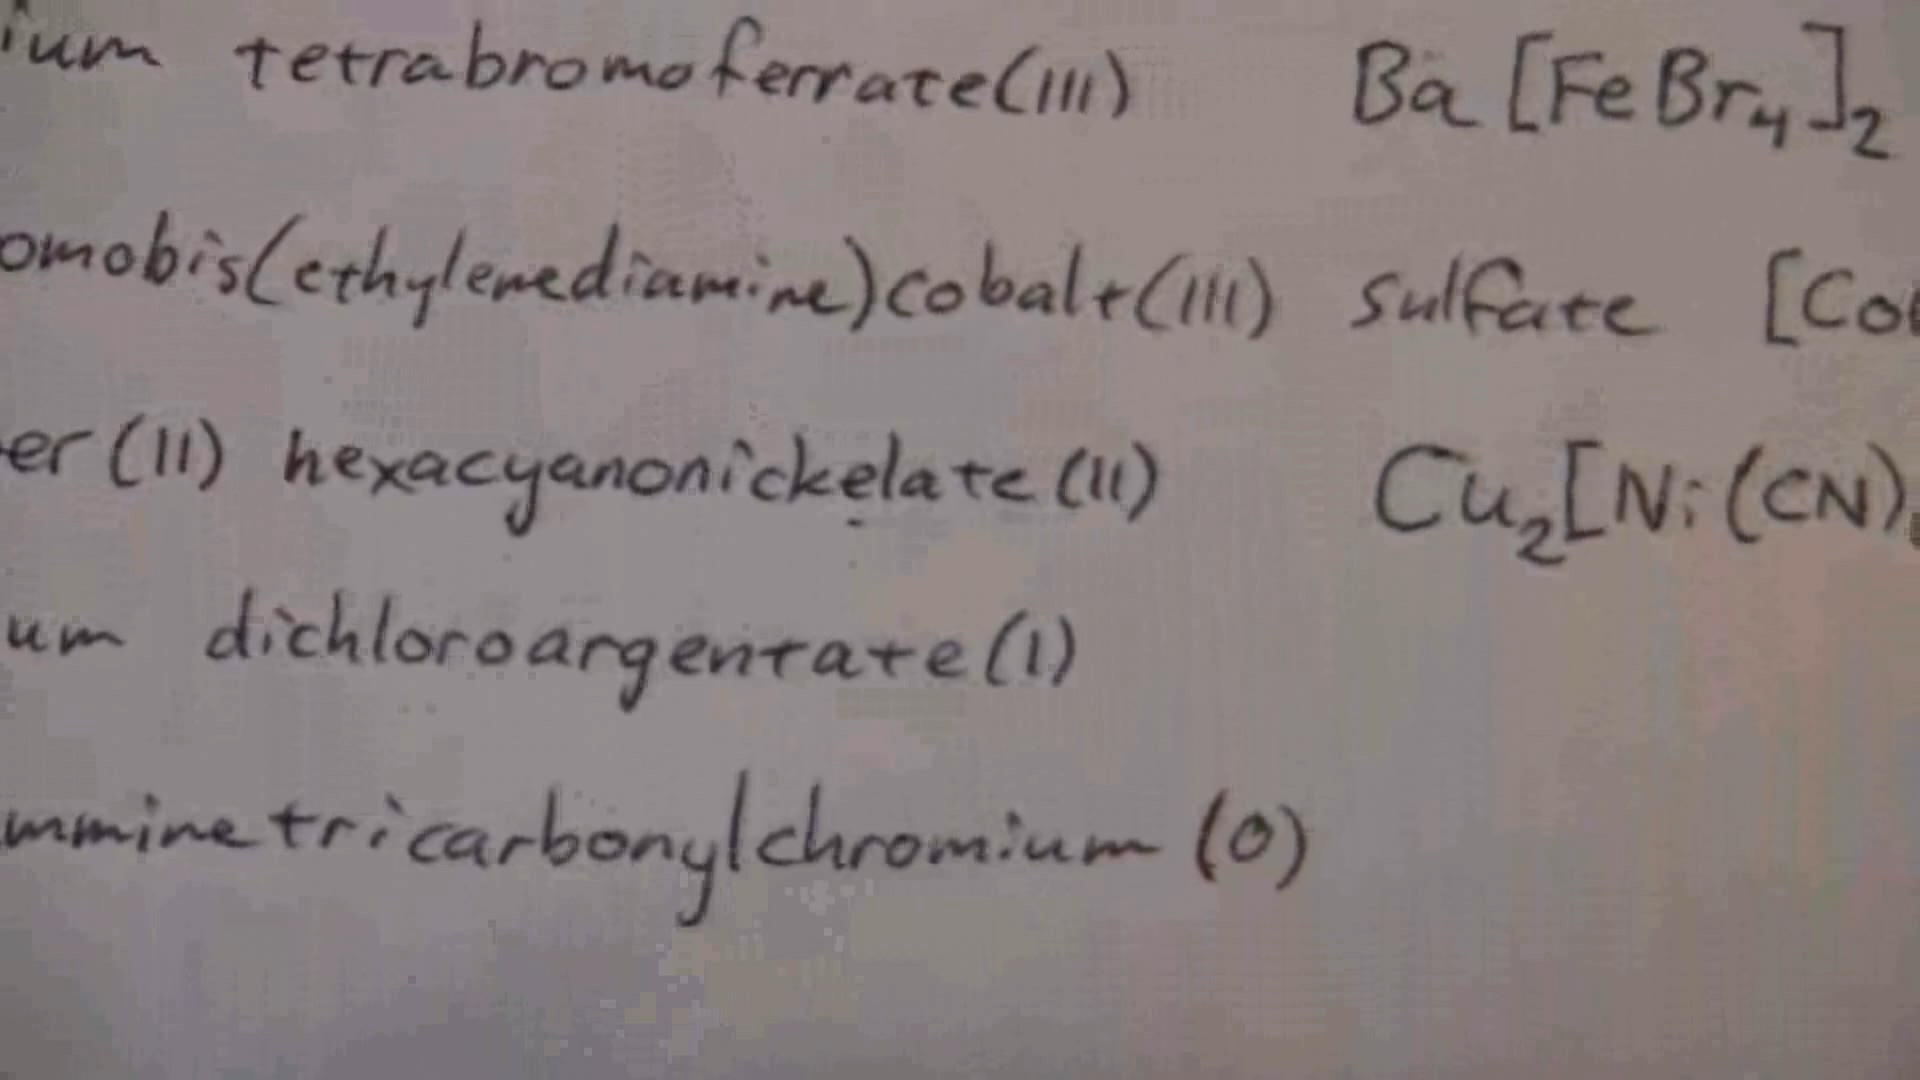 ium tetrabromoferrate(III) Ba[FeBr₄]₂
omobis(ethylenediamine)cobalt(III) sulfate [Co
er(II) hexacyanonickelate(II) Cu₂[Ni(CN)
um dichloroargentate(I)
mminetricarbonylchromium(0)